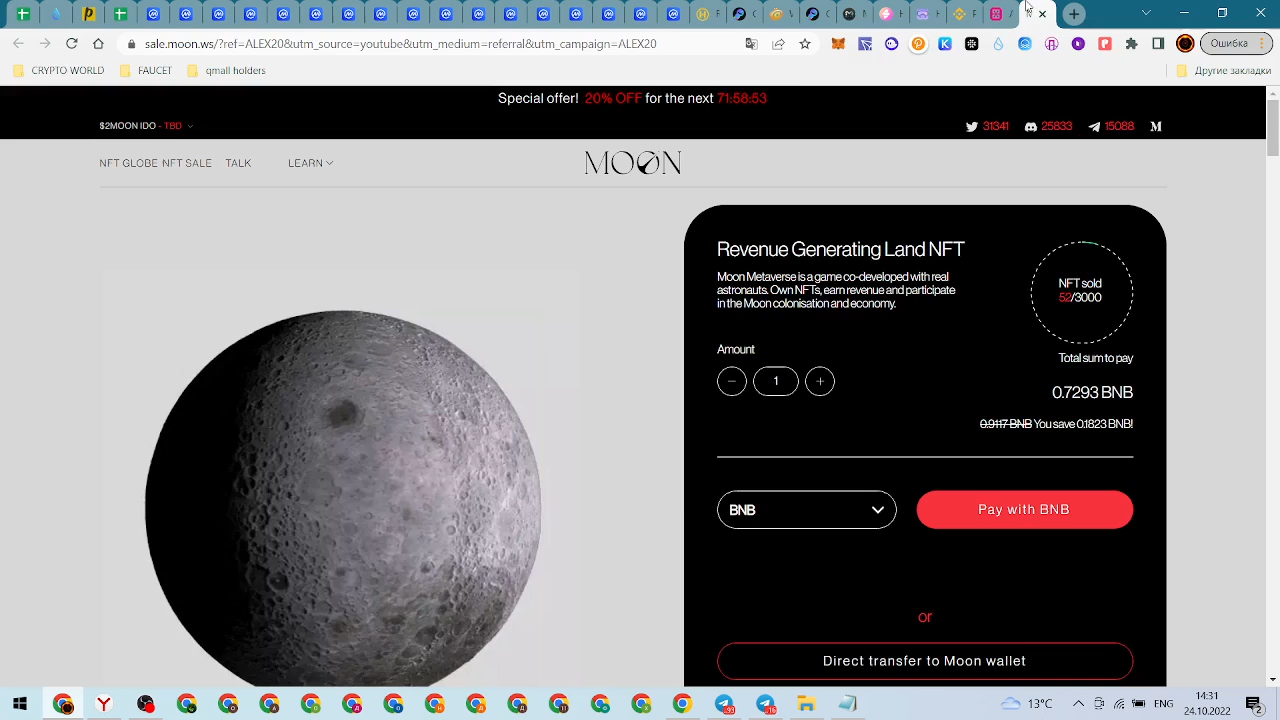 sale.moon.ws/?ref=ALEX20&utm_source=youtube&utm_medium=referral&utm_campaign=ALEX20
Ошибка
CRYPTO WORLD
FAUCET
qmall holders
Другие закладки
Special offer! 20% OFF for the next 71:58:53
$2MOON IDO - TBD
31341
25833
15088
NFT GLOBE NFT SALE
TALK
LEARN
MOON
Revenue Generating Land NFT
Moon Metaverse is a game co-developed with real
astronauts. Own NFTs, earn revenue and participate
in the Moon colonisation and economy.
NFT sold
52/3000
Amount
1
Total sum to pay
0.7293 BNB
0.9117 BNB You save 0.1823 BNB!
BNB
Pay with BNB
or
Direct transfer to Moon wallet
13°C
ENG
14:31
24.10.2022